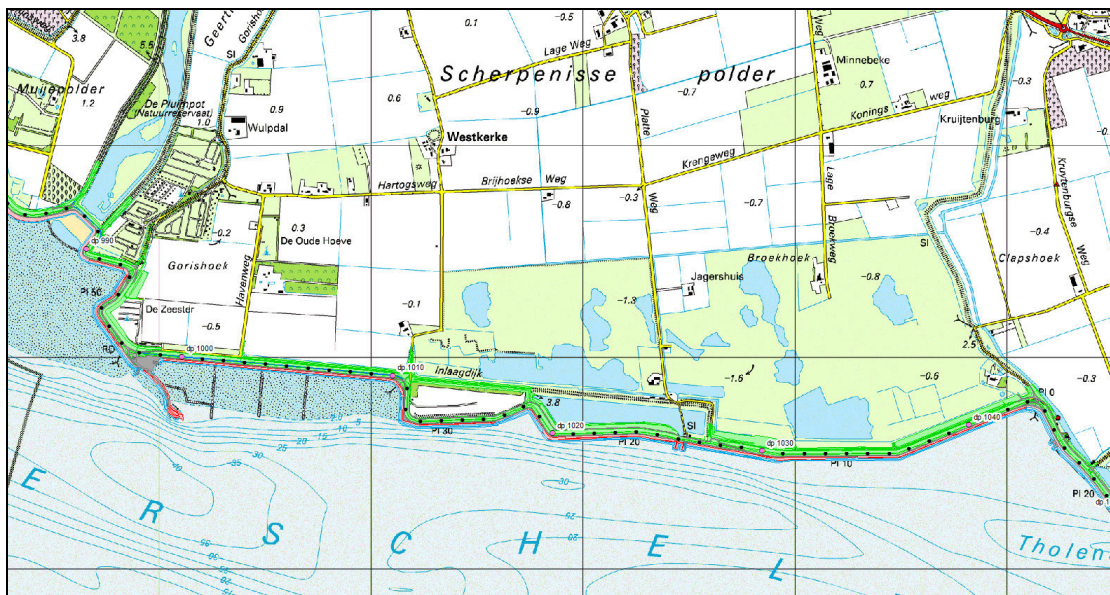 Scherpenisse polder
Muijepolder
De Pluimpot
(Natuurreservaat)
Gorish
Wulpdal
Westkerke
Lage Weg
Platte
Weg
Minnebeke
Konings weg
Kruijtenburg
Krengeweg
Kruytenburgse
Weg
Hartogsweg
Brijhoekse Weg
Lage
Broekweg
De Oude Hoeve
Gorishoek
Havenweg
De Zeester
Jagershuis
Broekhoek
Clapshoek
Inlaagdijk
dp 990
dp 1000
dp 1010
dp 1020
dp 1030
dp 1040
Pl 50
Pl 30
Pl 20
Pl 10
Pl 0
Pl 20
SI
SI
SI
3.8
5.5
1.2
1.0
0.9
0.6
0.1
-0.5
-0.9
-0.7
0.7
-0.3
-0.2
0.3
-0.8
-0.3
-0.7
-0.4
-0.1
-1.3
-0.8
-0.5
-1.6
-0.6
2.5
-0.3
3.8
E R S C H E L
Tholen